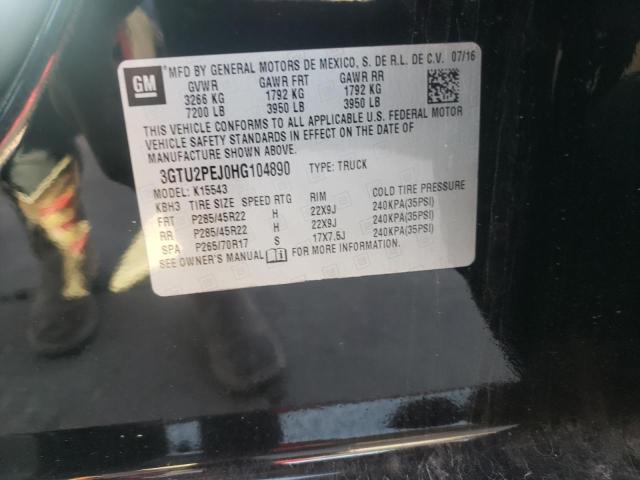 GM
MFD BY GENERAL MOTORS DE MEXICO, S. DE R.L. DE C.V. 07/16
GVWR GAWR FRT GAWR RR
3266 KG 1792 KG 1792 KG
7200 LB 3950 LB 3950 LB
THIS VEHICLE CONFORMS TO ALL APPLICABLE U.S. FEDERAL MOTOR
VEHICLE SAFETY STANDARDS IN EFFECT ON THE DATE OF
MANUFACTURE SHOWN ABOVE.
3GTU2PEJ0HG104890 TYPE: TRUCK
MODEL: K15543
KBH3 TIRE SIZE SPEED RTG RIM COLD TIRE PRESSURE
FRT P285/45R22 H 22X9J 240KPA(35PSI)
RR P285/45R22 H 22X9J 240KPA(35PSI)
SPA P265/70R17 S 17X7.5J 240KPA(35PSI)
SEE OWNER'S MANUAL FOR MORE INFORMATION.